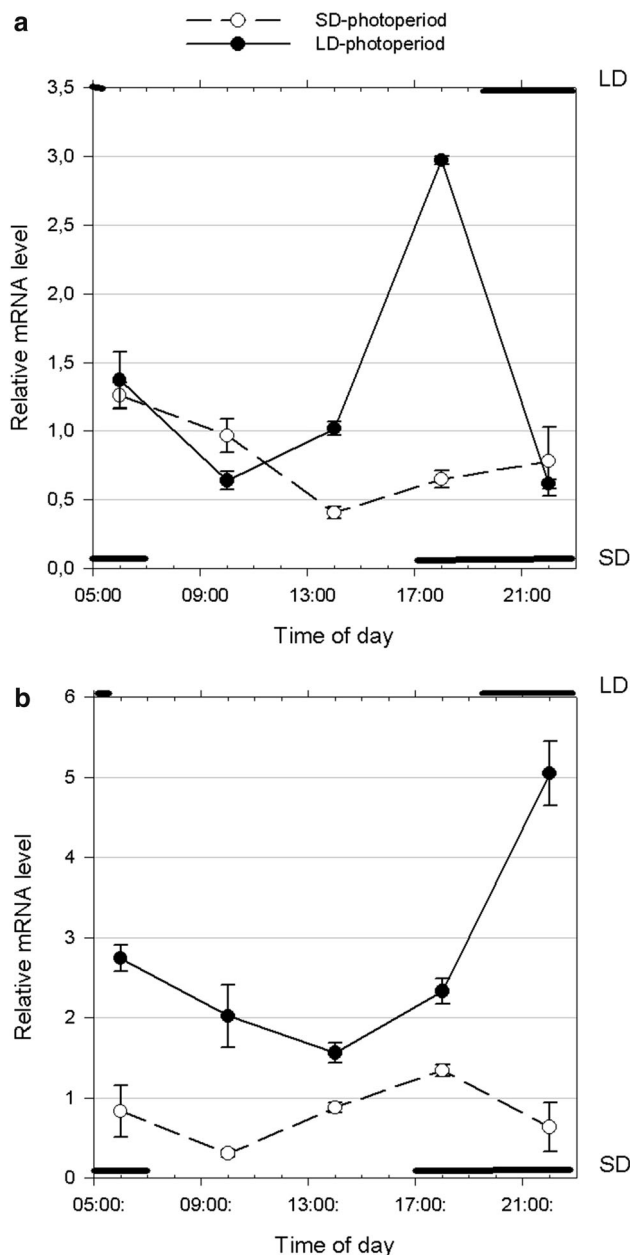 a
SD-photoperiod
LD-photoperiod
LD
3,5
3,0
2,5
2,0
1,5
1,0
0,5
0,0
Relative mRNA level
SD
05:00 09:00 13:00 17:00 21:00
Time of day
b
LD
6
5
4
3
2
1
0
Relative mRNA level
SD
05:00: 09:00: 13:00: 17:00: 21:00:
Time of day